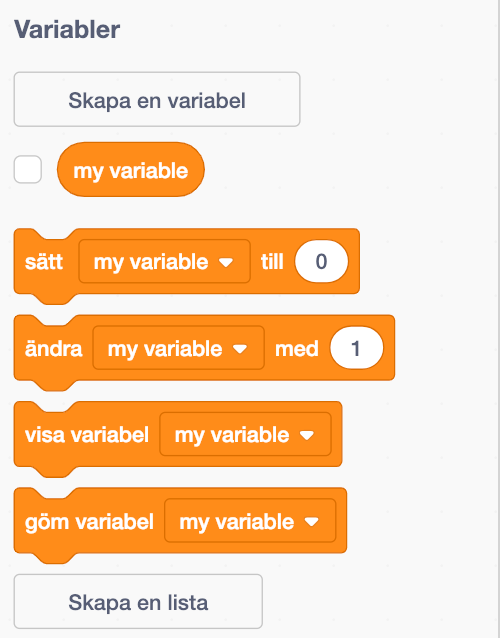 Variabler
Skapa en variabel
my variable
sätt my variable till 0
ändra my variable med 1
visa variabel my variable
göm variabel my variable
Skapa en lista